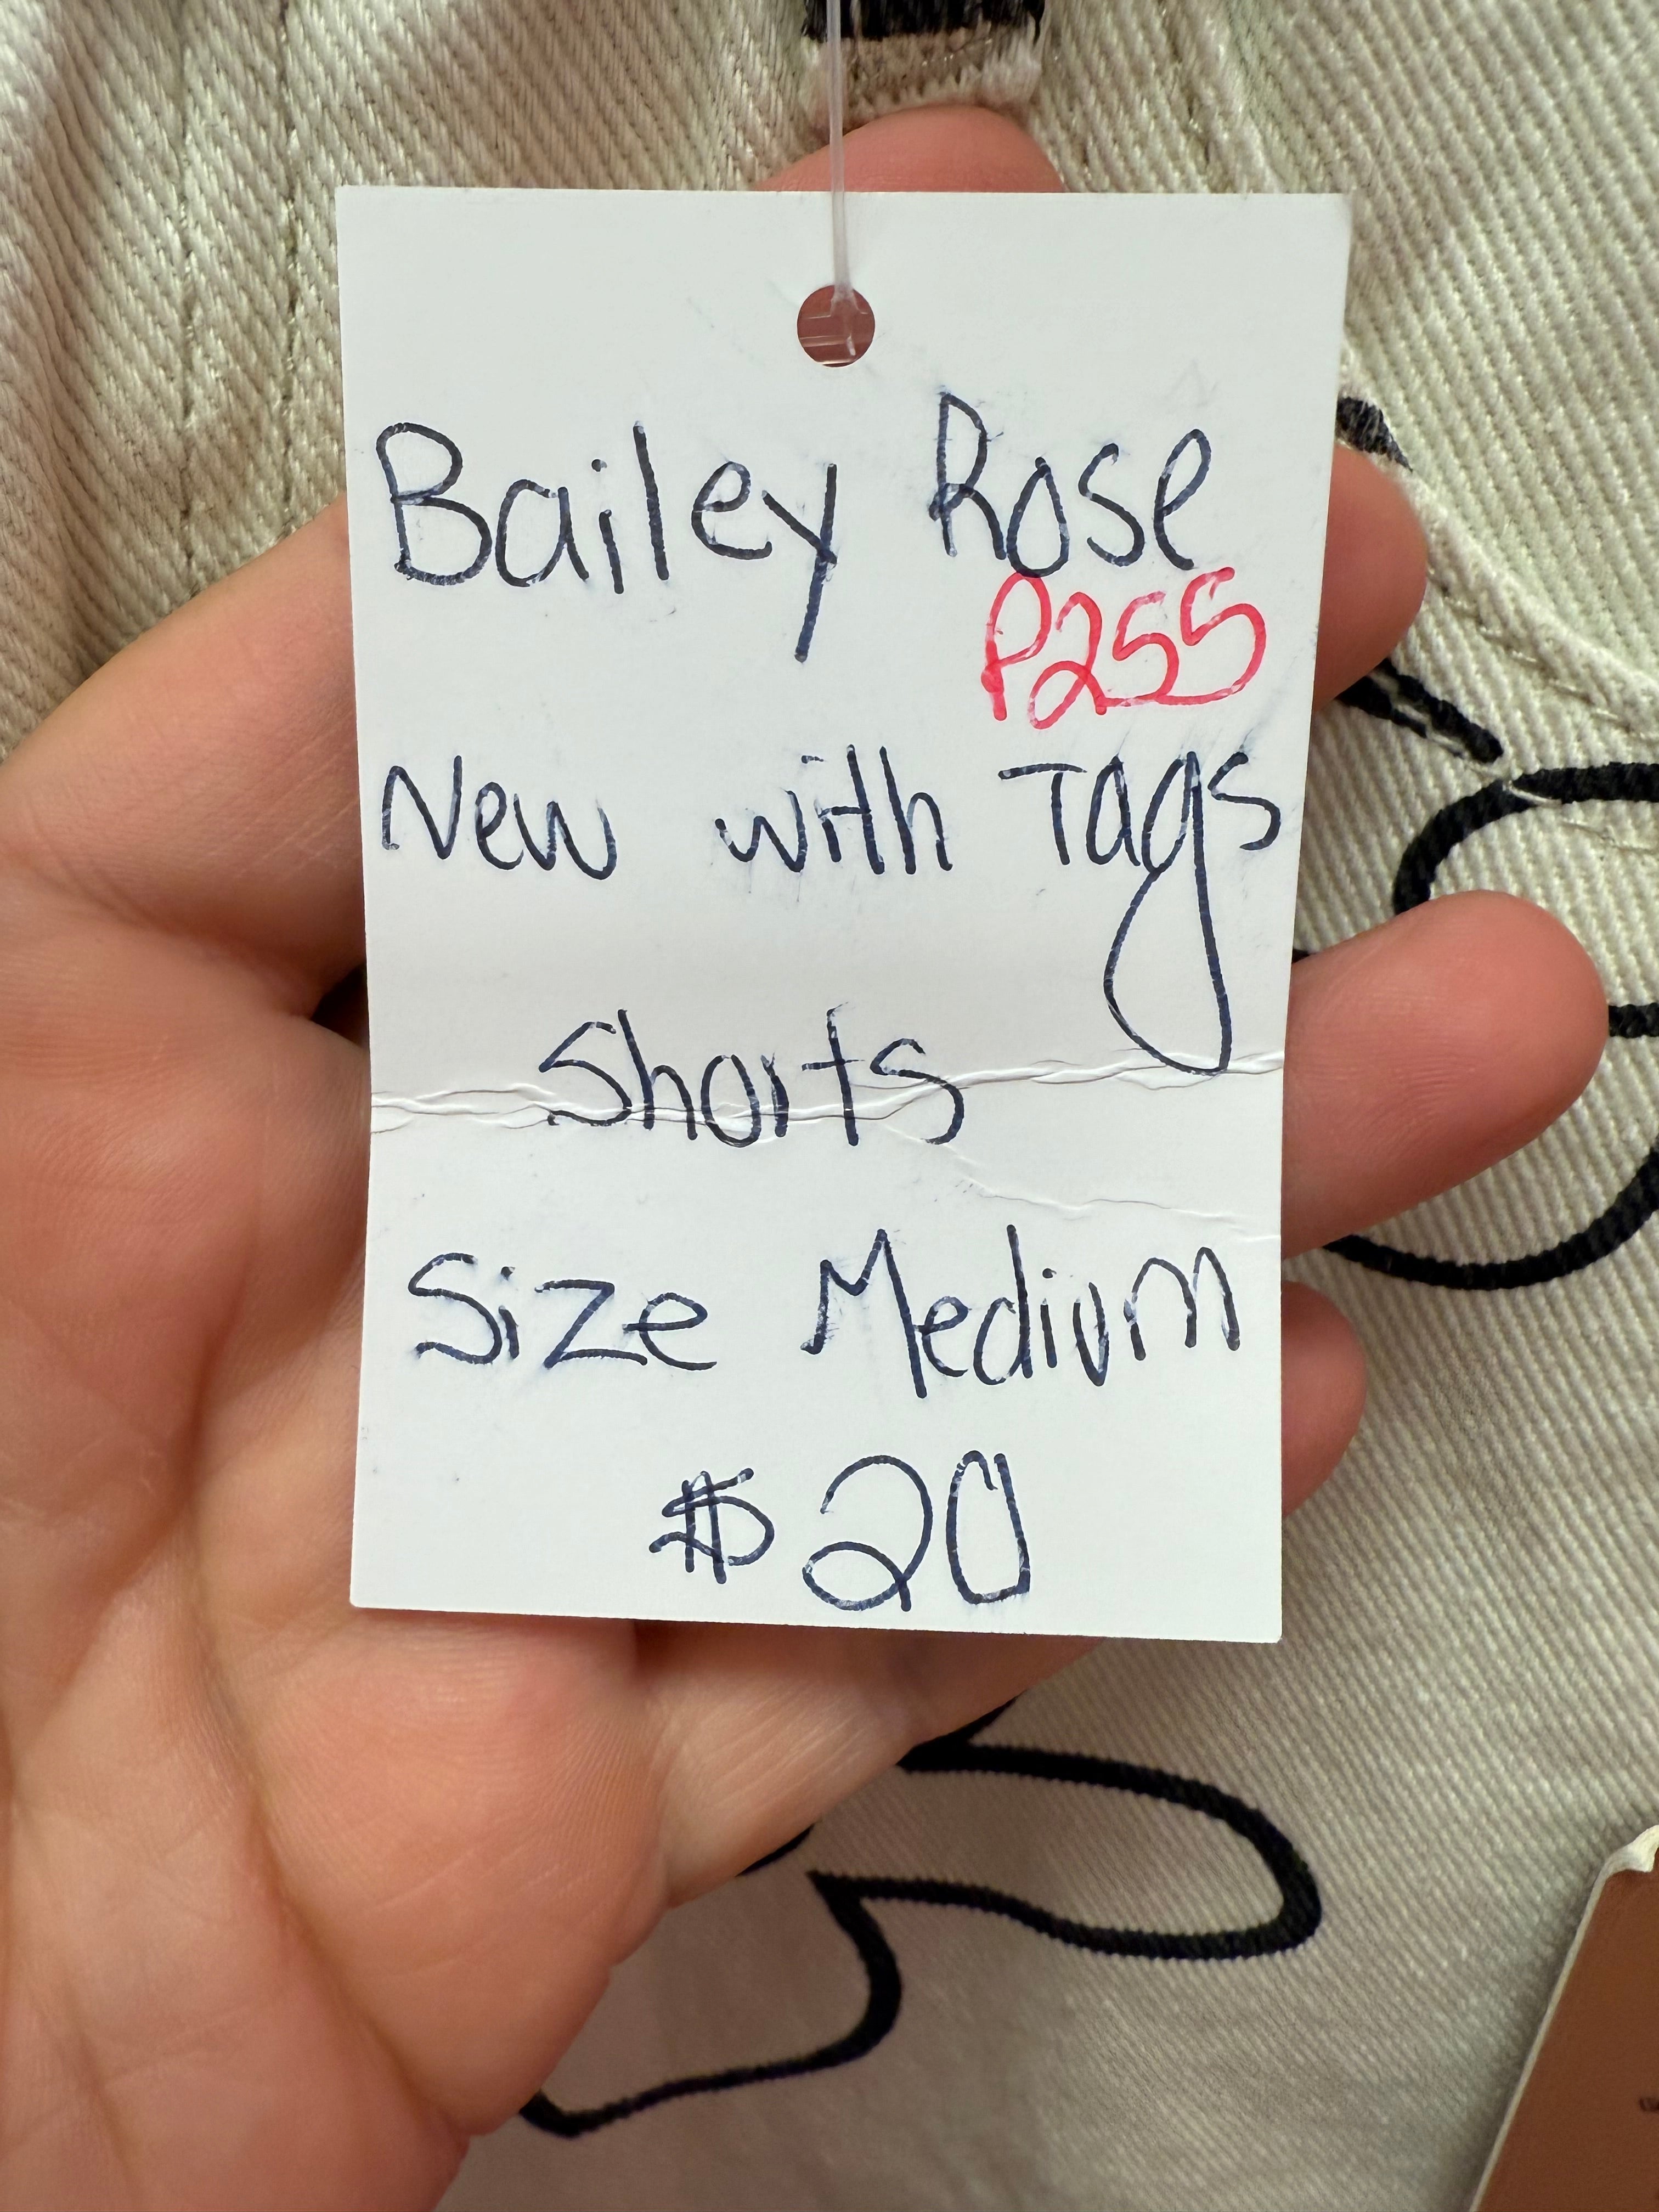 Bailey Rose
P255
New with Tags
Shorts
Size Medium
$20